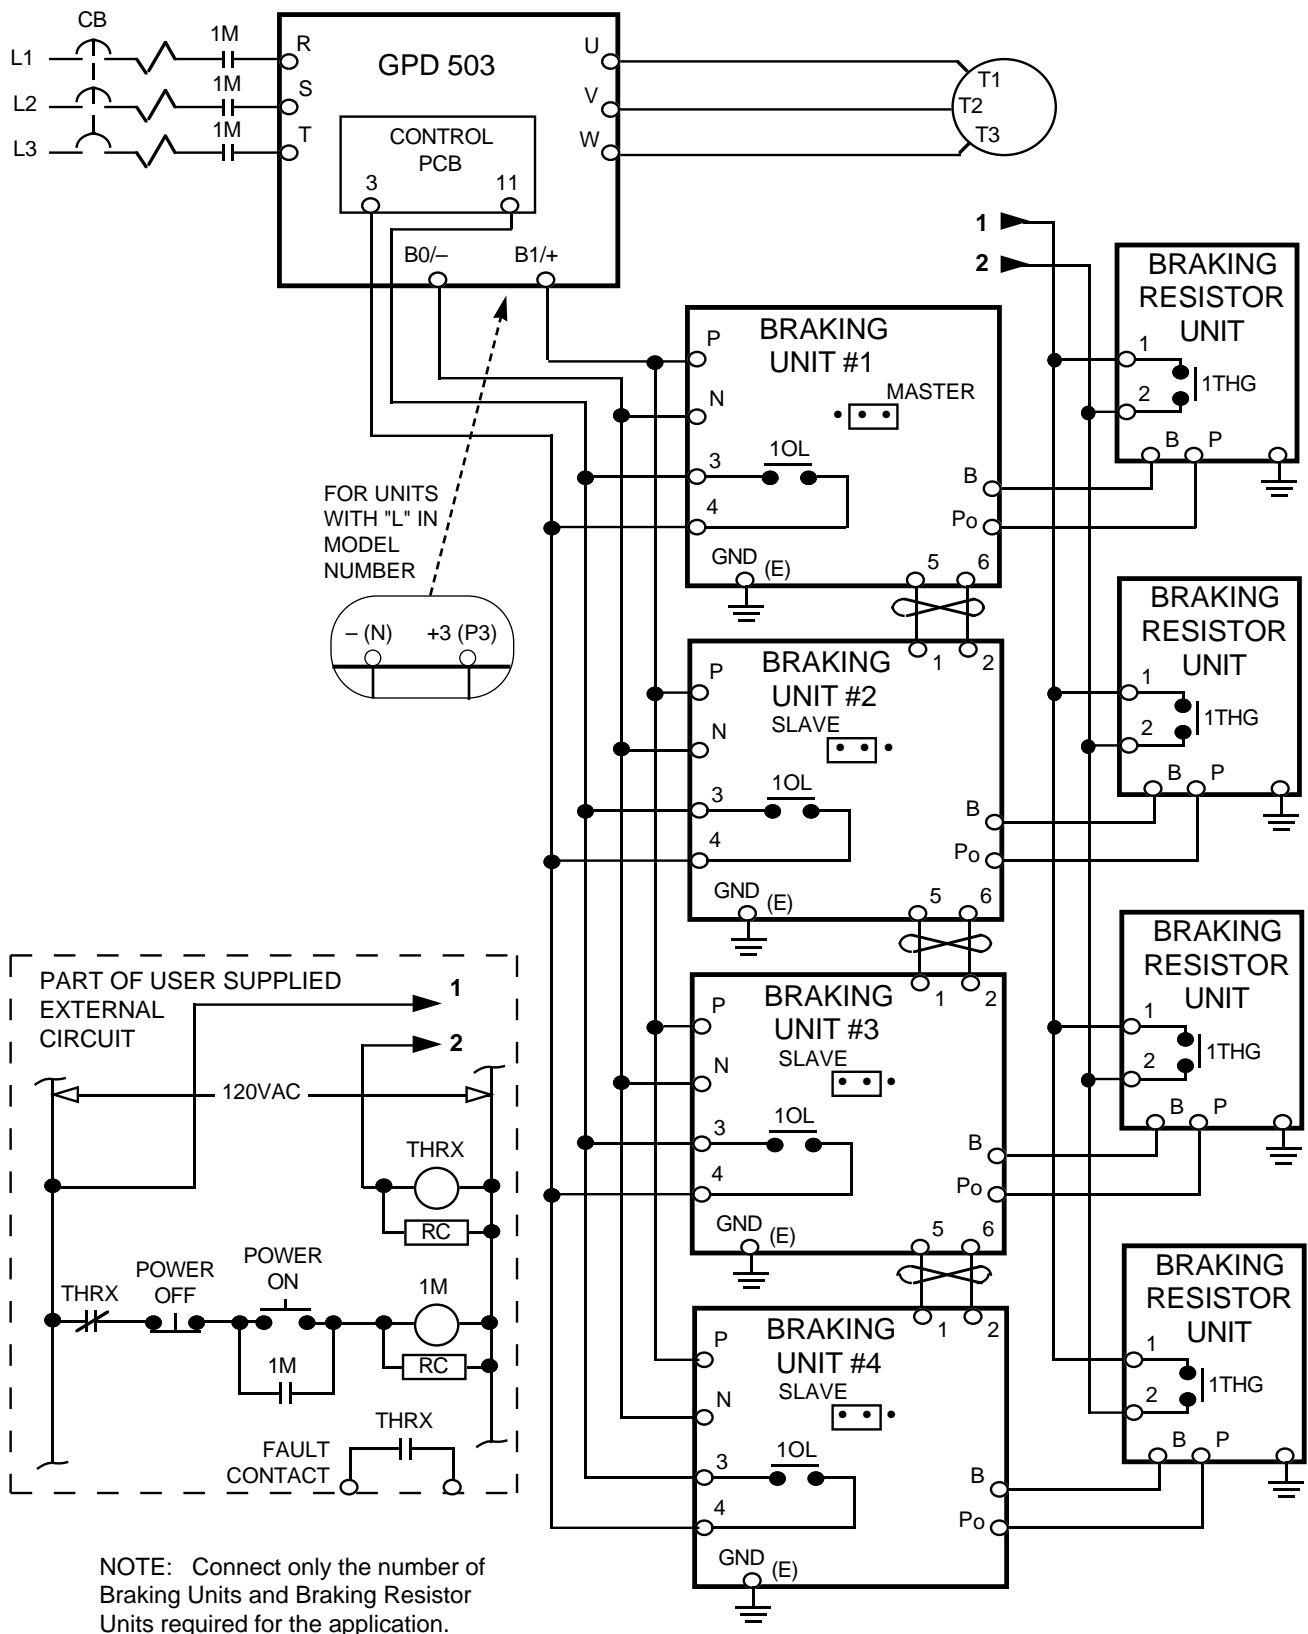 CB
L1
1M
R
GPD 503
U
T1
L2
1M
S
V
T2
L3
1M
T
W
T3
CONTROL
PCB
3
11
B0/–
B1/+
1
2
FOR UNITS
WITH "L" IN
MODEL
NUMBER
– (N)
+3 (P3)
BRAKING
UNIT #1
MASTER
P
N
3
1OL
4
B
Po
GND
(E)
5
6
BRAKING
RESISTOR
UNIT
1
2
1THG
B
P
1
2
BRAKING
UNIT #2
SLAVE
P
N
3
1OL
4
B
Po
GND
(E)
5
6
BRAKING
RESISTOR
UNIT
1
2
1THG
B
P
1
2
BRAKING
UNIT #3
SLAVE
P
N
3
1OL
4
B
Po
GND
(E)
5
6
BRAKING
RESISTOR
UNIT
1
2
1THG
B
P
1
2
BRAKING
UNIT #4
SLAVE
P
N
3
1OL
4
B
Po
GND
(E)
BRAKING
RESISTOR
UNIT
1
2
1THG
B
P
PART OF USER SUPPLIED
EXTERNAL
CIRCUIT
1
2
120VAC
THRX
RC
THRX
POWER
OFF
POWER
ON
1M
1M
RC
THRX
FAULT
CONTACT
NOTE: Connect only the number of
Braking Units and Braking Resistor
Units required for the application.